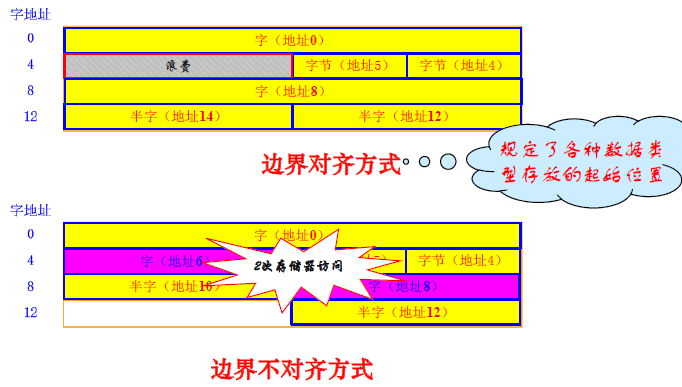 字地址
0
字（地址0）
4
浪费
字节（地址5）
字节（地址4）
8
字（地址8）
12
半字（地址14）
半字（地址12）
边界对齐方式
规定了各种数据类
型存放的起始位置
字地址
0
字（地址0）
4
字（地址6）
字节（地址4）
2次存储器访问
8
半字（地址10）
字（地址8）
12
半字（地址12）
边界不对齐方式